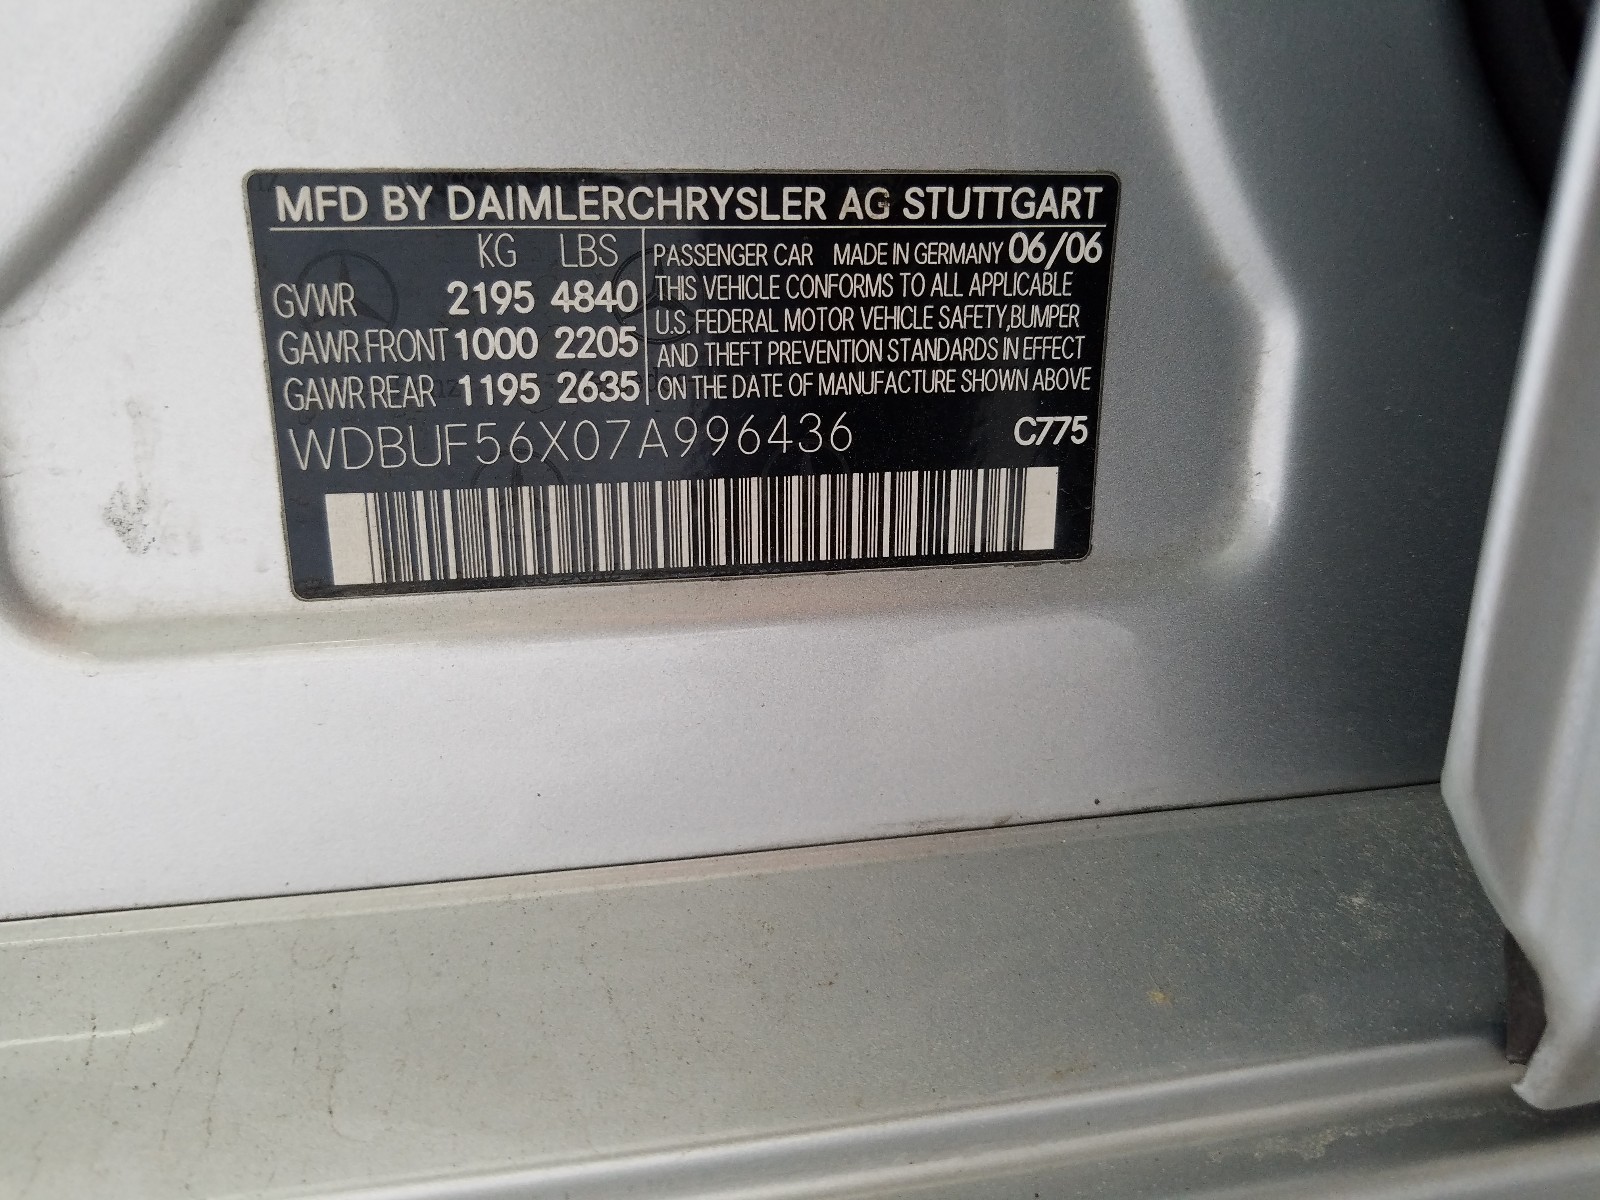 MFD BY DAIMLERCHRYSLER AG STUTTGART
KG LBS
GVWR 2195 4840
GAWR FRONT 1000 2205
GAWR REAR 1195 2635
PASSENGER CAR MADE IN GERMANY 06/06
THIS VEHICLE CONFORMS TO ALL APPLICABLE
U.S. FEDERAL MOTOR VEHICLE SAFETY,BUMPER
AND THEFT PREVENTION STANDARDS IN EFFECT
ON THE DATE OF MANUFACTURE SHOWN ABOVE
WDBUF56X07A996436 C775